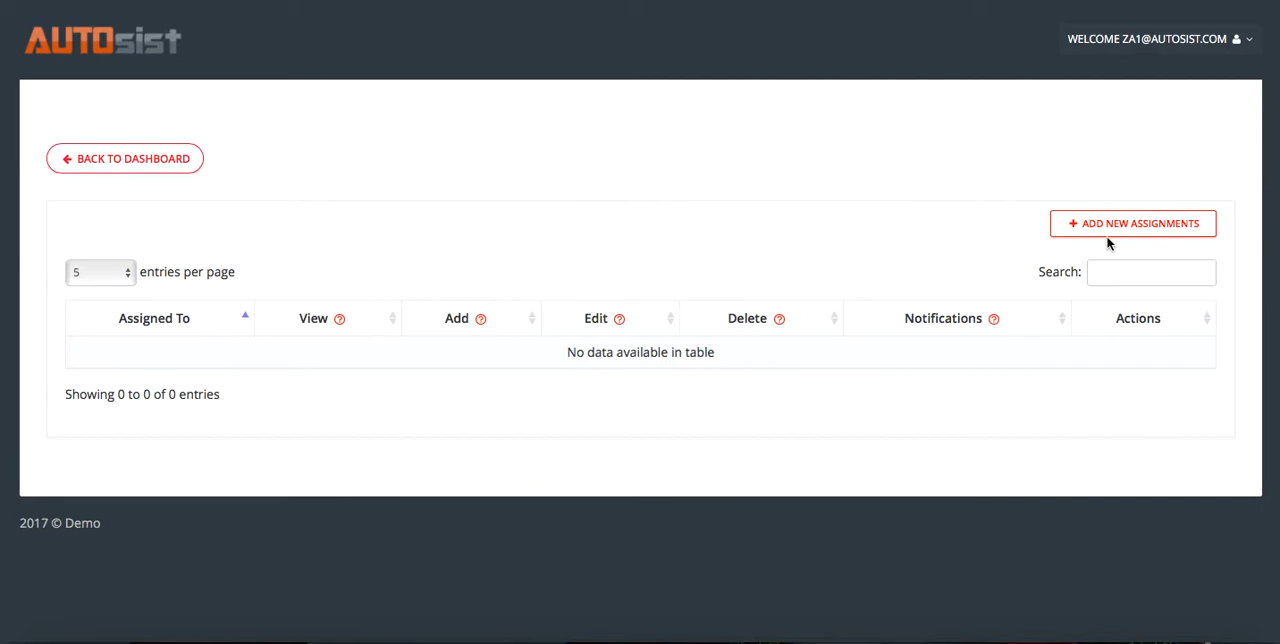 AUTOsist
WELCOME ZA1@AUTOSIST.COM
BACK TO DASHBOARD
+ ADD NEW ASSIGNMENTS
5 entries per page
Search:
Assigned To View ? Add ? Edit ? Delete ? Notifications ? Actions
No data available in table
Showing 0 to 0 of 0 entries
2017 © Demo